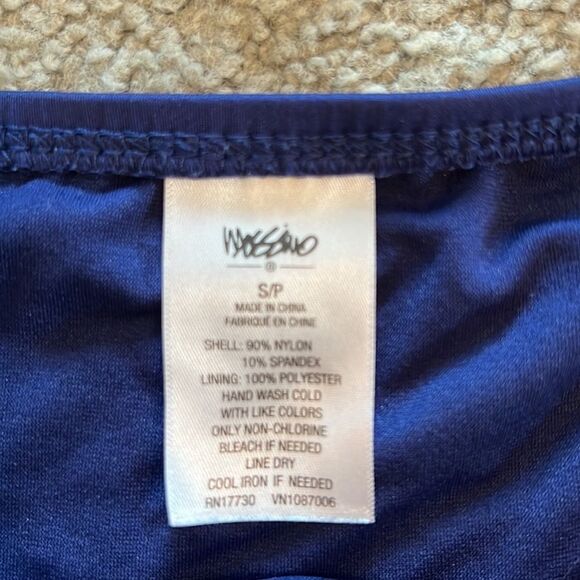 Mossimo
®
S/P
MADE IN CHINA
FABRIQUÉ EN CHINE
SHELL: 90% NYLON
10% SPANDEX
LINING: 100% POLYESTER
HAND WASH COLD
WITH LIKE COLORS
ONLY NON-CHLORINE
BLEACH IF NEEDED
LINE DRY
COOL IRON IF NEEDED
RN17730 VN1087006